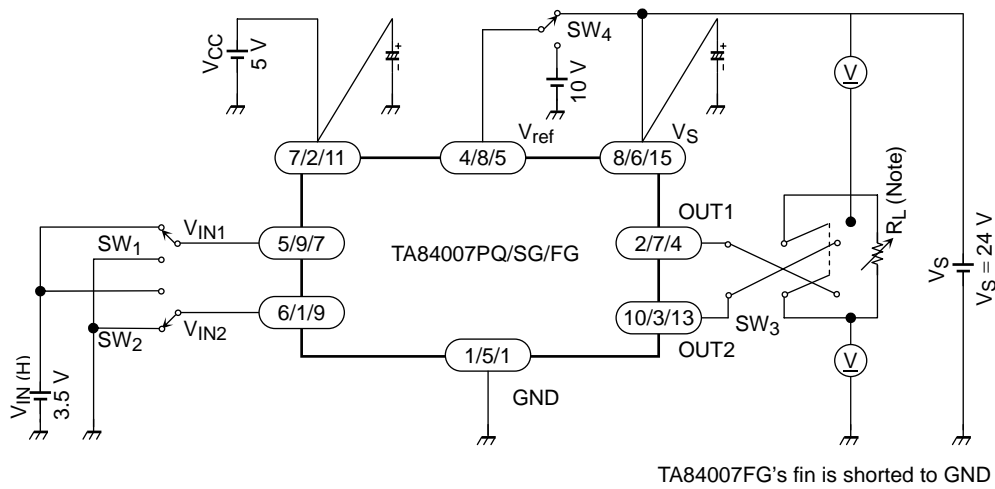 VCC
5 V
+
-
SW4
10 V
+
-
V
Vref
VS
7/2/11
4/8/5
8/6/15
VIN1
SW1
5/9/7
TA84007PQ/SG/FG
OUT1
2/7/4
RL (Note)
VS
VS = 24 V
SW2
VIN2
6/1/9
10/3/13
SW3
OUT2
VIN (H)
3.5 V
1/5/1
GND
V
TA84007FG's fin is shorted to GND